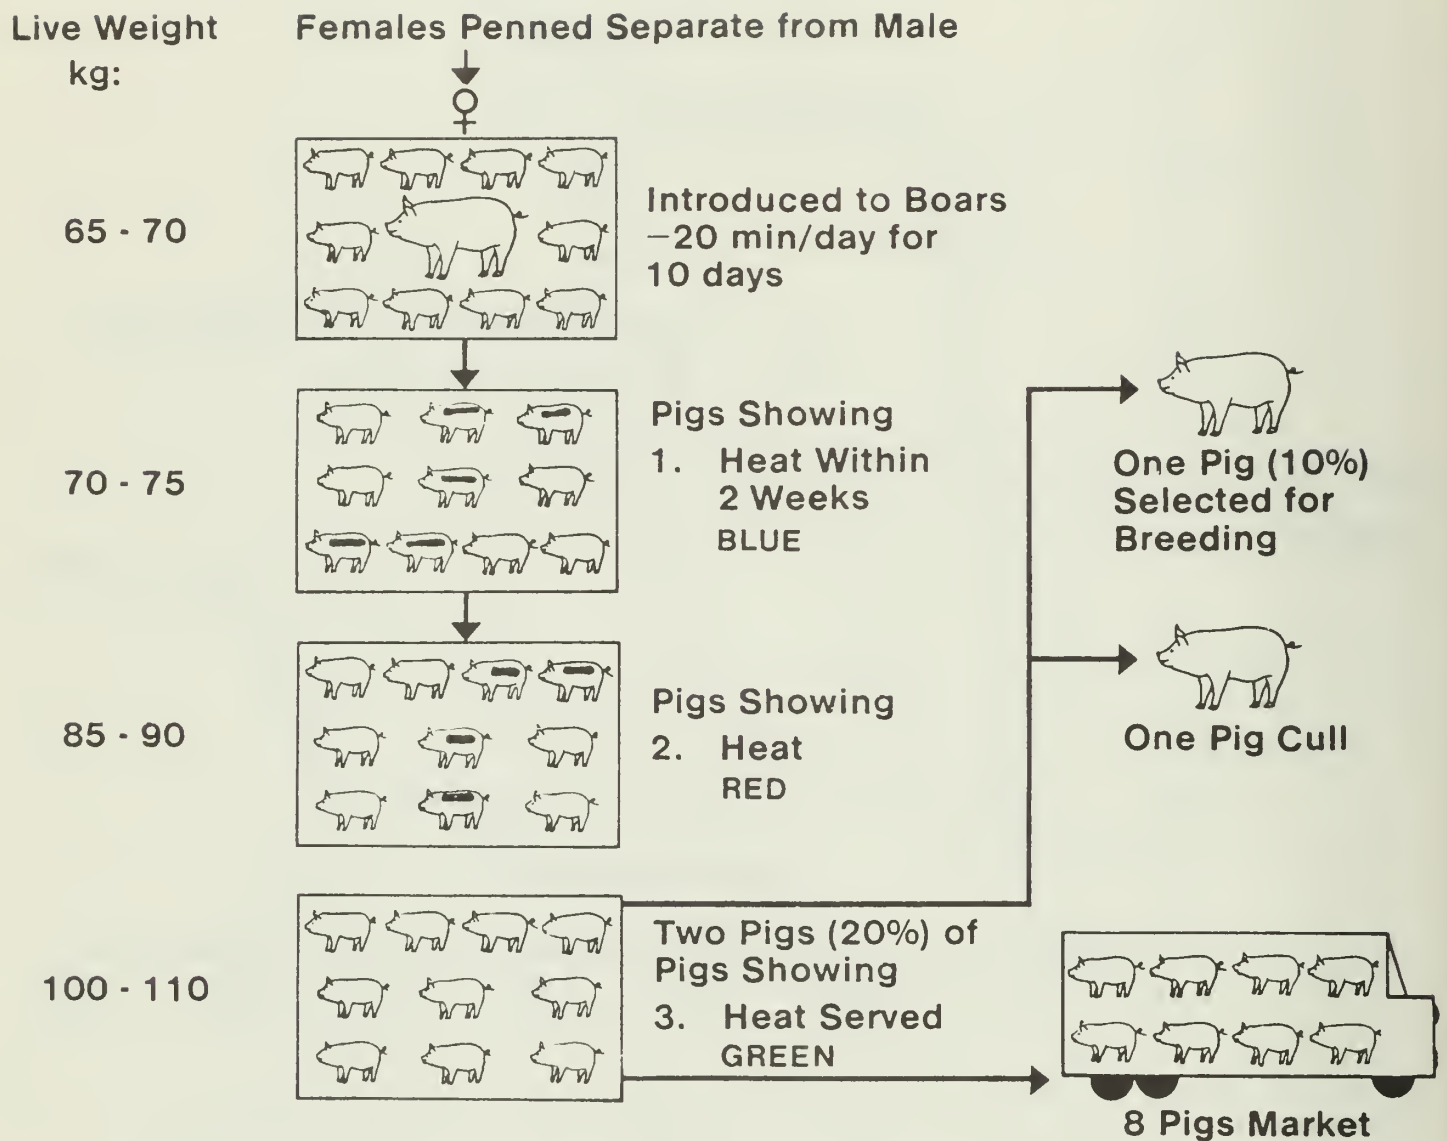 Live Weight
kg:
Females Penned Separate from Male
65 - 70
Introduced to Boars
—20 min/day for
10 days
70 - 75
Pigs Showing
1. Heat Within
2 Weeks
BLUE
85 - 90
Pigs Showing
2. Heat
RED
100 - 110
Two Pigs (20%) of
Pigs Showing
3. Heat Served
GREEN
One Pig (10%)
Selected for
Breeding
One Pig Cull
8 Pigs Market